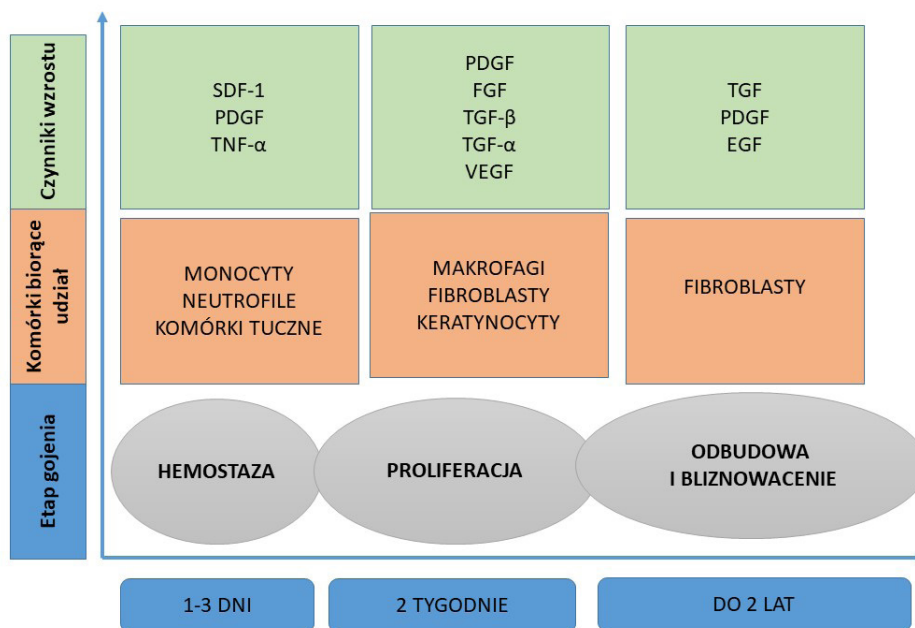 Czynniki wzrostu
SDF-1
PDGF
TNF-α
PDGF
FGF
TGF-β
TGF-α
VEGF
TGF
PDGF
EGF
Komórki biorące
udział
MONOCYTY
NEUTROFILE
KOMÓRKI TUCZNE
MAKROFAGI
FIBROBLASTY
KERATYNOCYTY
FIBROBLASTY
Etap gojenia
HEMOSTAZA
PROLIFERACJA
ODBUDOWA
I BLIZNOWACENIE
1-3 DNI
2 TYGODNIE
DO 2 LAT